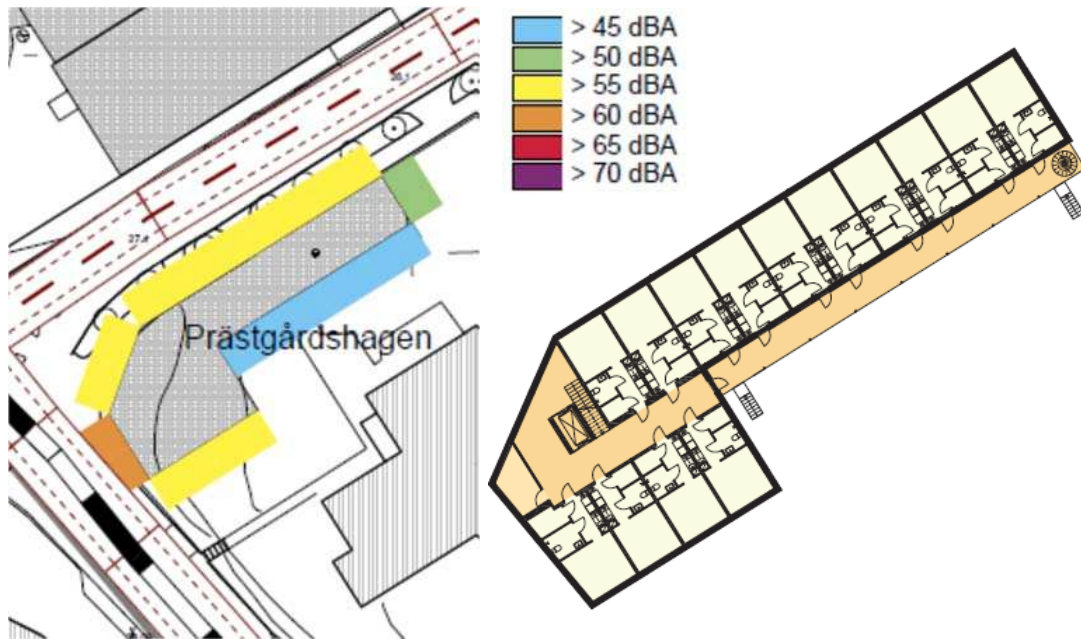 > 45 dBA
> 50 dBA
> 55 dBA
> 60 dBA
> 65 dBA
> 70 dBA
Prästgårdshagen